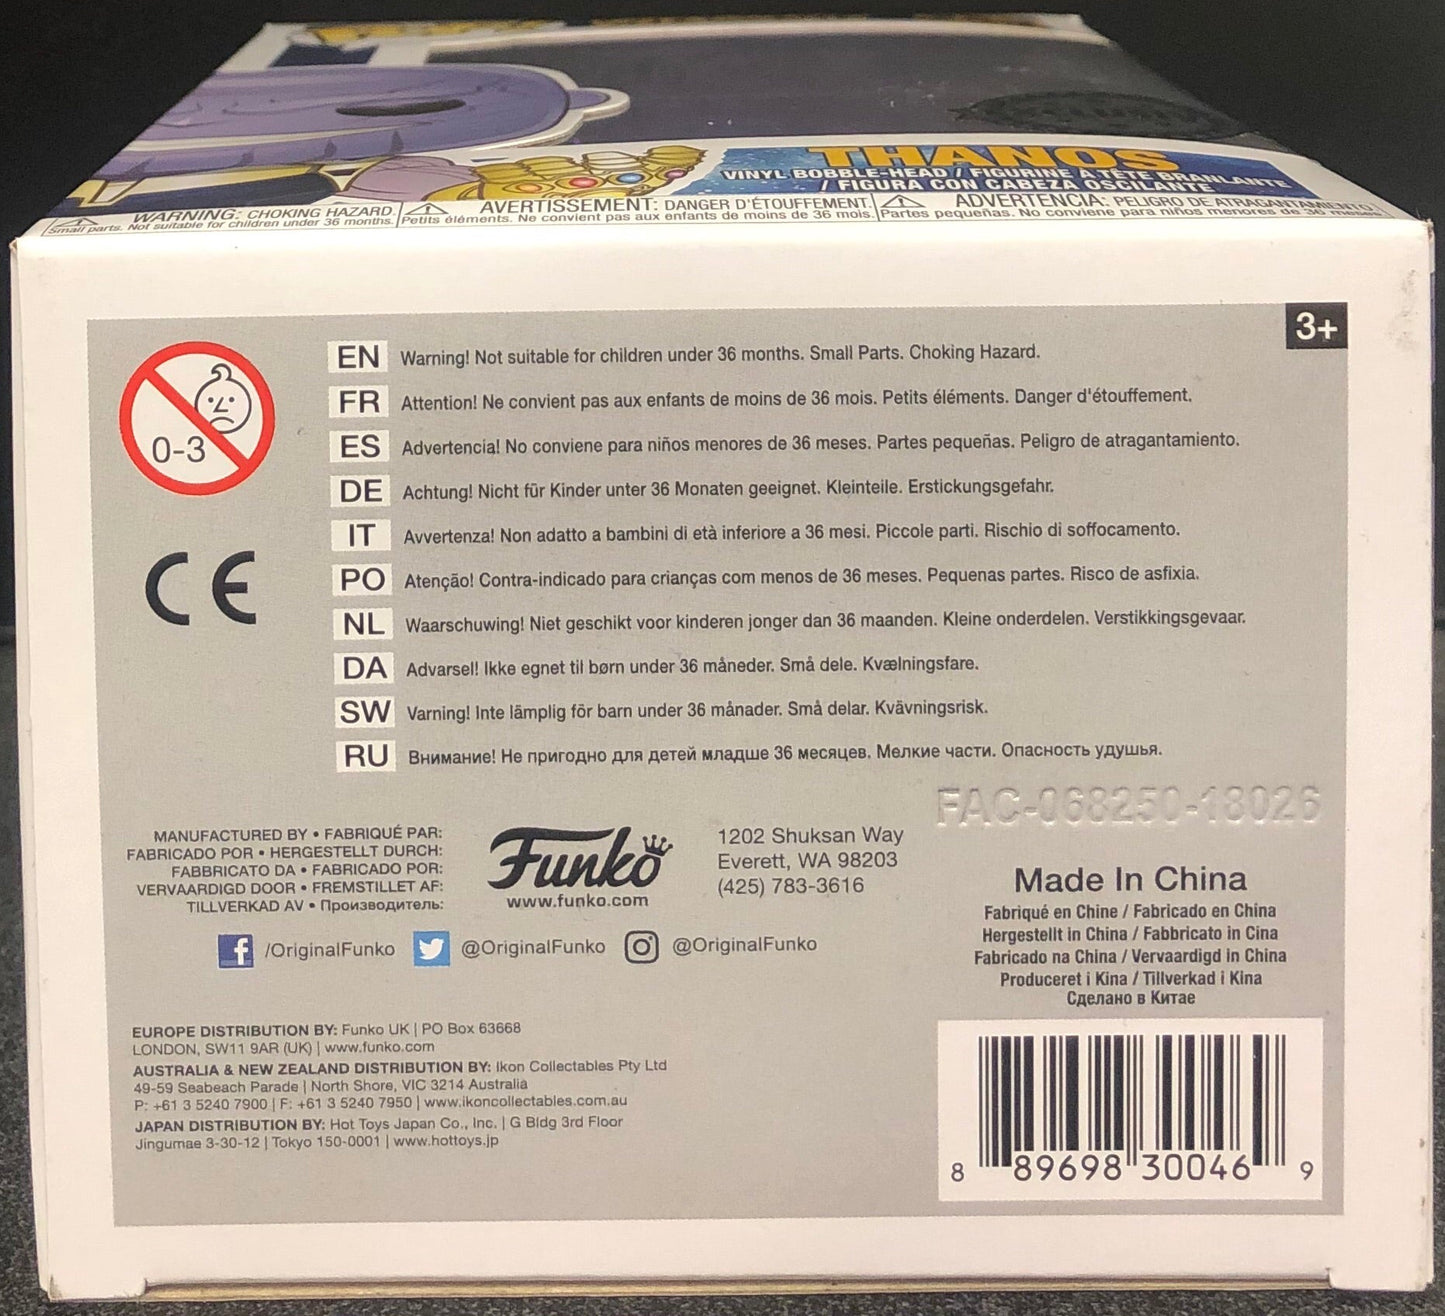 THANOS
VINYL BOBBLE-HEAD / FIGURINE À TÊTE BRANLANTE
/ FIGURA CON CABEZA OSCILANTE
WARNING: CHOKING HAZARD.
Small parts. Not suitable for children under 36 months.
AVERTISSEMENT: DANGER D'ÉTOUFFEMENT.
Petits éléments. Ne convient pas aux enfants de moins de 36 mois.
ADVERTENCIA: PELIGRO DE ATRAGANTAMIENTO.
Partes pequeñas. No conviene para niños menores de 36 meses.
3+
0-3
EN Warning! Not suitable for children under 36 months. Small Parts. Choking Hazard.
FR Attention! Ne convient pas aux enfants de moins de 36 mois. Petits éléments. Danger d'étouffement.
ES Advertencia! No conviene para niños menores de 36 meses. Partes pequeñas. Peligro de atragantamiento.
DE Achtung! Nicht für Kinder unter 36 Monaten geeignet. Kleinteile. Erstickungsgefahr.
IT Avvertenza! Non adatto a bambini di età inferiore a 36 mesi. Piccole parti. Rischio di soffocamento.
PO Atenção! Contra-indicado para crianças com menos de 36 meses. Pequenas partes. Risco de asfixia.
NL Waarschuwing! Niet geschikt voor kinderen jonger dan 36 maanden. Kleine onderdelen. Verstikkingsgevaar.
DA Advarsel! Ikke egnet til børn under 36 måneder. Små dele. Kvælningsfare.
SW Varning! Inte lämplig för barn under 36 månader. Små delar. Kvävningsrisk.
RU Внимание! Не пригодно для детей младше 36 месяцев. Мелкие части. Опасность удушья.
CE
FAC-068250-18026
MANUFACTURED BY • FABRIQUÉ PAR:
FABRICADO POR • HERGESTELLT DURCH:
FABBRICATO DA • FABRICADO POR:
VERVAARDIGD DOOR • FREMSTILLET AF:
TILLVERKAD AV • Производитель:
Funko
www.funko.com
1202 Shuksan Way
Everett, WA 98203
(425) 783-3616
/OriginalFunko @OriginalFunko @OriginalFunko
Made In China
Fabriqué en Chine / Fabricado en China
Hergestellt in China / Fabbricato in Cina
Fabricado na China / Vervaardigd in China
Produceret i Kina / Tillverkad i Kina
Сделано в Китае
EUROPE DISTRIBUTION BY: Funko UK | PO Box 63668
LONDON, SW11 9AR (UK) | www.funko.com
AUSTRALIA & NEW ZEALAND DISTRIBUTION BY: Ikon Collectables Pty Ltd
49-59 Seabeach Parade | North Shore, VIC 3214 Australia
P: +61 3 5240 7900 | F: +61 3 5240 7950 | www.ikoncollectables.com.au
JAPAN DISTRIBUTION BY: Hot Toys Japan Co., Inc. | G Bldg 3rd Floor
Jingumae 3-30-12 | Tokyo 150-0001 | www.hottoys.jp
8 89698 30046 9